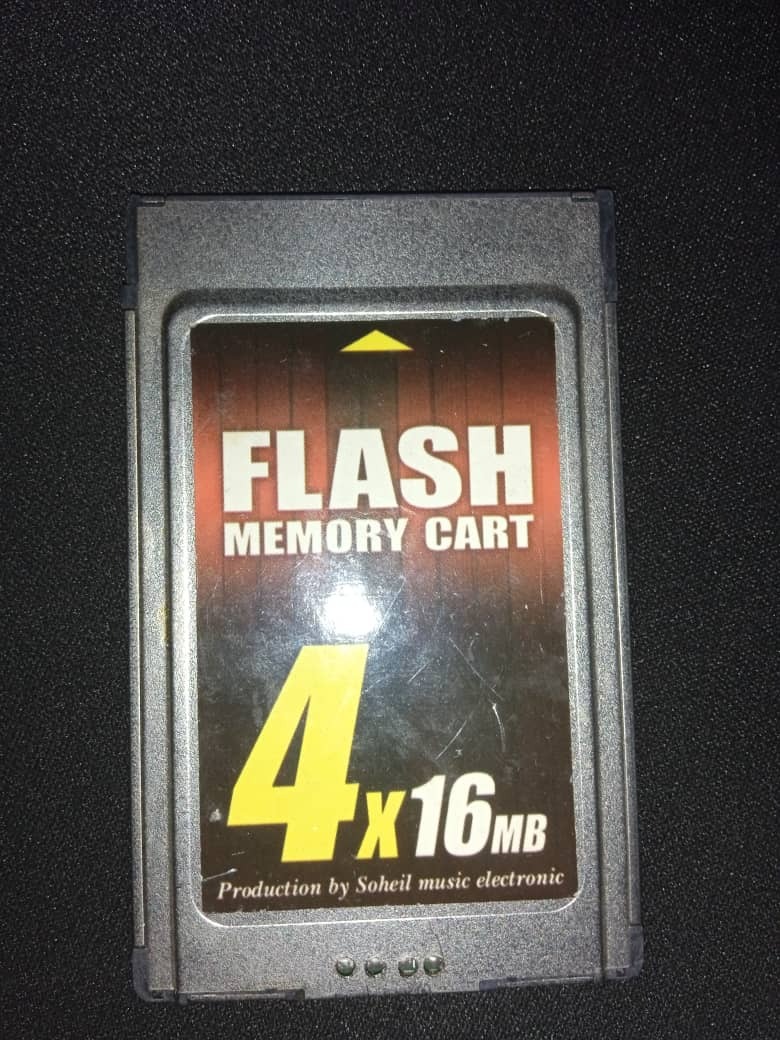 FLASH
MEMORY CART
4x16MB
Production by Soheil music electronic